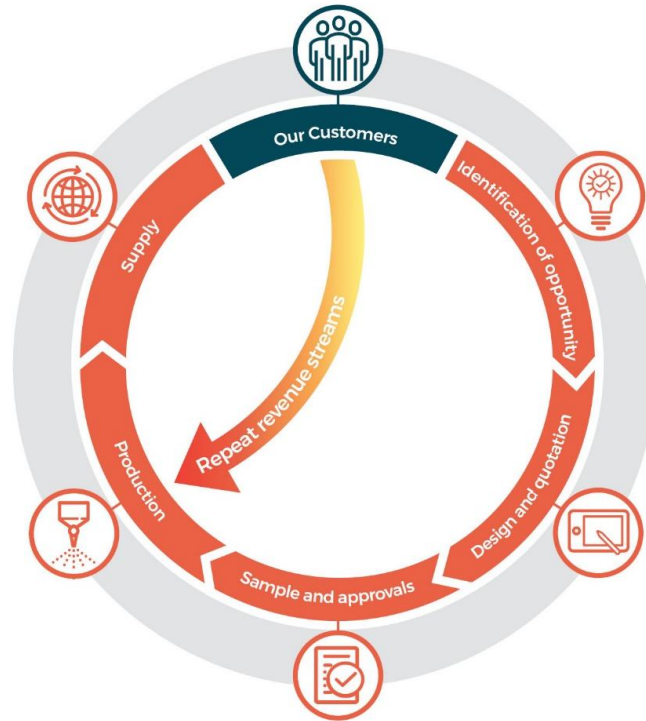 Our Customers
Identification of opportunity
Design and quotation
Sample and approvals
Production
Supply
Repeat revenue streams